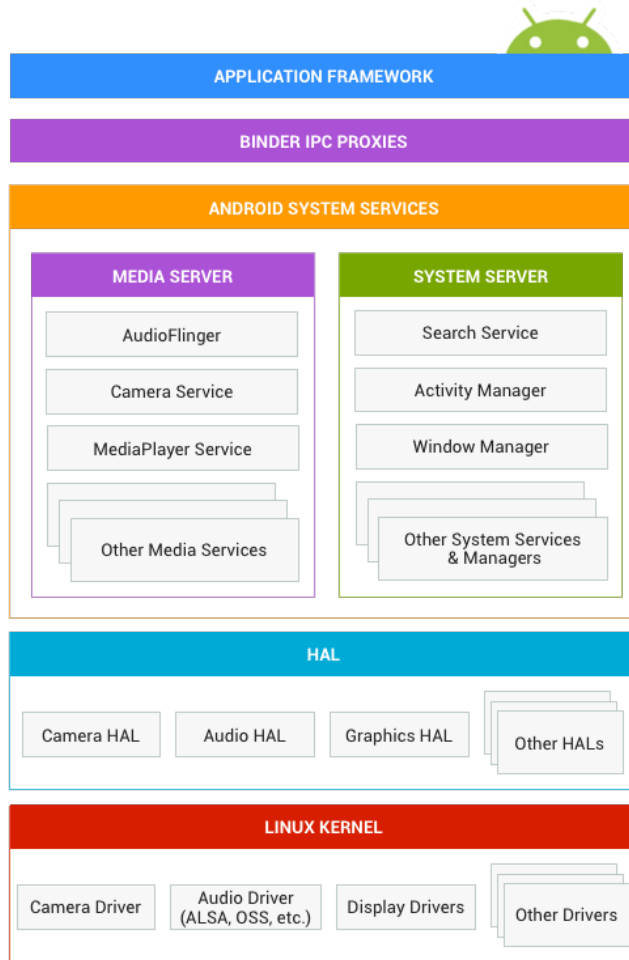 APPLICATION FRAMEWORK
BINDER IPC PROXIES
ANDROID SYSTEM SERVICES
MEDIA SERVER
AudioFlinger
Camera Service
MediaPlayer Service
Other Media Services
SYSTEM SERVER
Search Service
Activity Manager
Window Manager
Other System Services
& Managers
HAL
Camera HAL
Audio HAL
Graphics HAL
Other HALs
LINUX KERNEL
Camera Driver
Audio Driver
(ALSA, OSS, etc.)
Display Drivers
Other Drivers